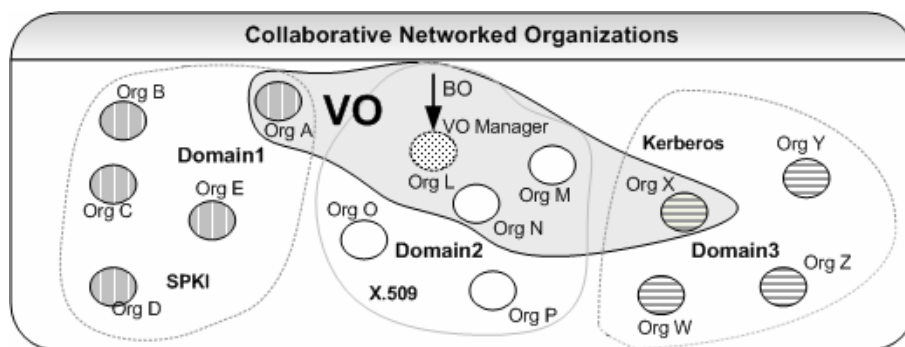 Collaborative Networked Organizations
Org B
VO
BO
Org A
VO Manager
Kerberos
Org Y
Domain1
Org L
Org M
Org X
Org C
Org E
Org O
Org N
Domain2
Domain3
SPKI
X.509
Org Z
Org D
Org P
Org W